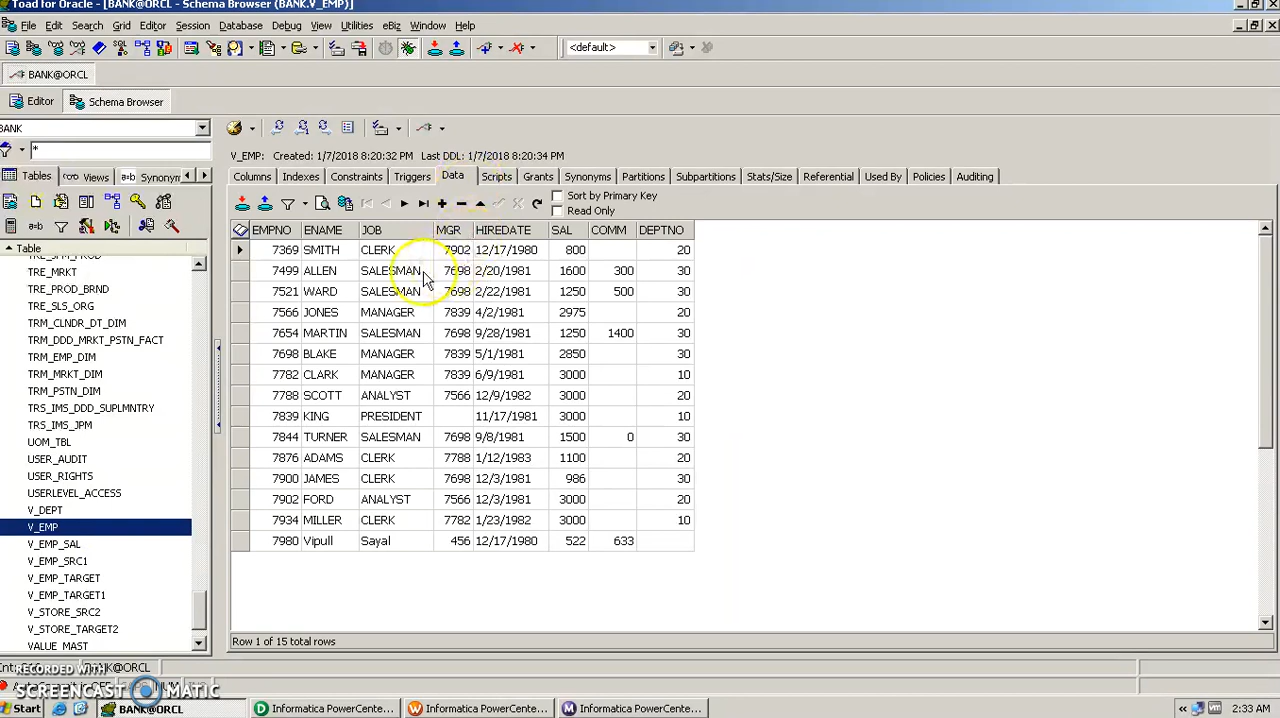 Toad for Oracle - [BANK@ORCL - Schema Browser (BANK.V_EMP)]
File Edit Search Grid Editor Session Database Debug View Utilities eBiz Window Help
SQL <default>
BANK@ORCL
Editor Schema Browser
BANK
*
V_EMP: Created: 1/7/2018 8:20:32 PM Last DDL: 1/7/2018 8:20:34 PM
Tables Views Synonym
Columns Indexes Constraints Triggers Data Scripts Grants Synonyms Partitions Subpartitions Stats/Size Referential Used By Policies Auditing
Sort by Primary Key
Read Only
Table
TRE_MRKT
TRE_PROD_BRND
TRE_SLS_ORG
TRM_CLNDR_DT_DIM
TRM_DDD_MRKT_PSTN_FACT
TRM_EMP_DIM
TRM_MRKT_DIM
TRM_PSTN_DIM
TRS_IMS_DDD_SUPLMNTRY
TRS_IMS_JPM
UOM_TBL
USER_AUDIT
USER_RIGHTS
USERLEVEL_ACCESS
V_DEPT
V_EMP
V_EMP_SAL
V_EMP_SRC1
V_EMP_TARGET
V_EMP_TARGET1
V_STORE_SRC2
V_STORE_TARGET2
VALUE_MAST
EMPNO ENAME JOB MGR HIREDATE SAL COMM DEPTNO
7369 SMITH CLERK 7902 12/17/1980 800 20
7499 ALLEN SALESMAN 7698 2/20/1981 1600 300 30
7521 WARD SALESMAN 7698 2/22/1981 1250 500 30
7566 JONES MANAGER 7839 4/2/1981 2975 20
7654 MARTIN SALESMAN 7698 9/28/1981 1250 1400 30
7698 BLAKE MANAGER 7839 5/1/1981 2850 30
7782 CLARK MANAGER 7839 6/9/1981 3000 10
7788 SCOTT ANALYST 7566 12/9/1982 3000 20
7839 KING PRESIDENT 11/17/1981 3000 10
7844 TURNER SALESMAN 7698 9/8/1981 1500 0 30
7876 ADAMS CLERK 7788 1/12/1983 1100 20
7900 JAMES CLERK 7698 12/3/1981 986 30
7902 FORD ANALYST 7566 12/3/1981 3000 20
7934 MILLER CLERK 7782 1/23/1982 3000 10
7980 Vipull Sayal 456 12/17/1980 522 633
Row 1 of 15 total rows
BANK@ORCL
RECORDED WITH
SCREENCAST MATIC
Start BANK@ORCL Informatica PowerCente... Informatica PowerCente... Informatica PowerCente... 2:33 AM